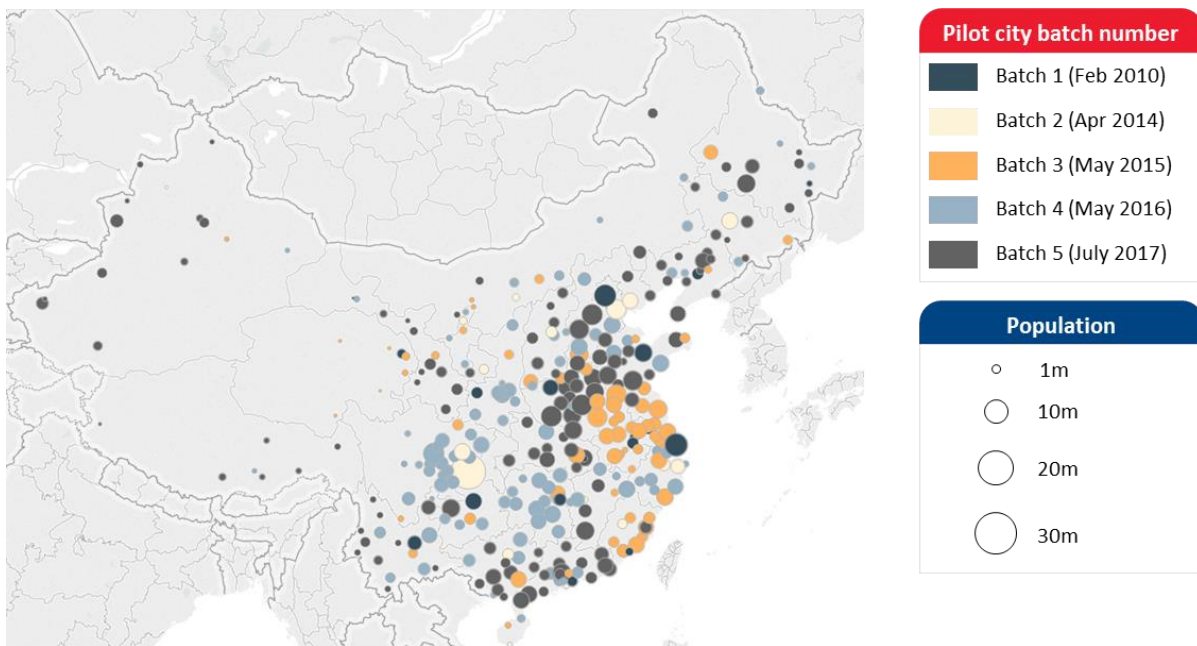 Pilot city batch number
Batch 1 (Feb 2010)
Batch 2 (Apr 2014)
Batch 3 (May 2015)
Batch 4 (May 2016)
Batch 5 (July 2017)
Population
1m
10m
20m
30m